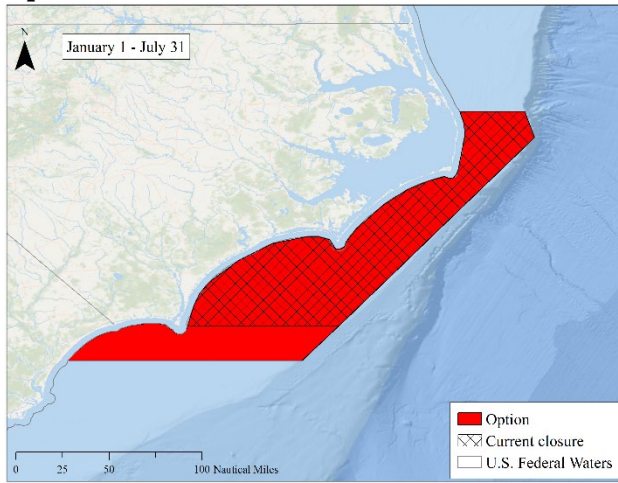 N
January 1 - July 31
Option
Current closure
U.S. Federal Waters
0 25 50 100 Nautical Miles